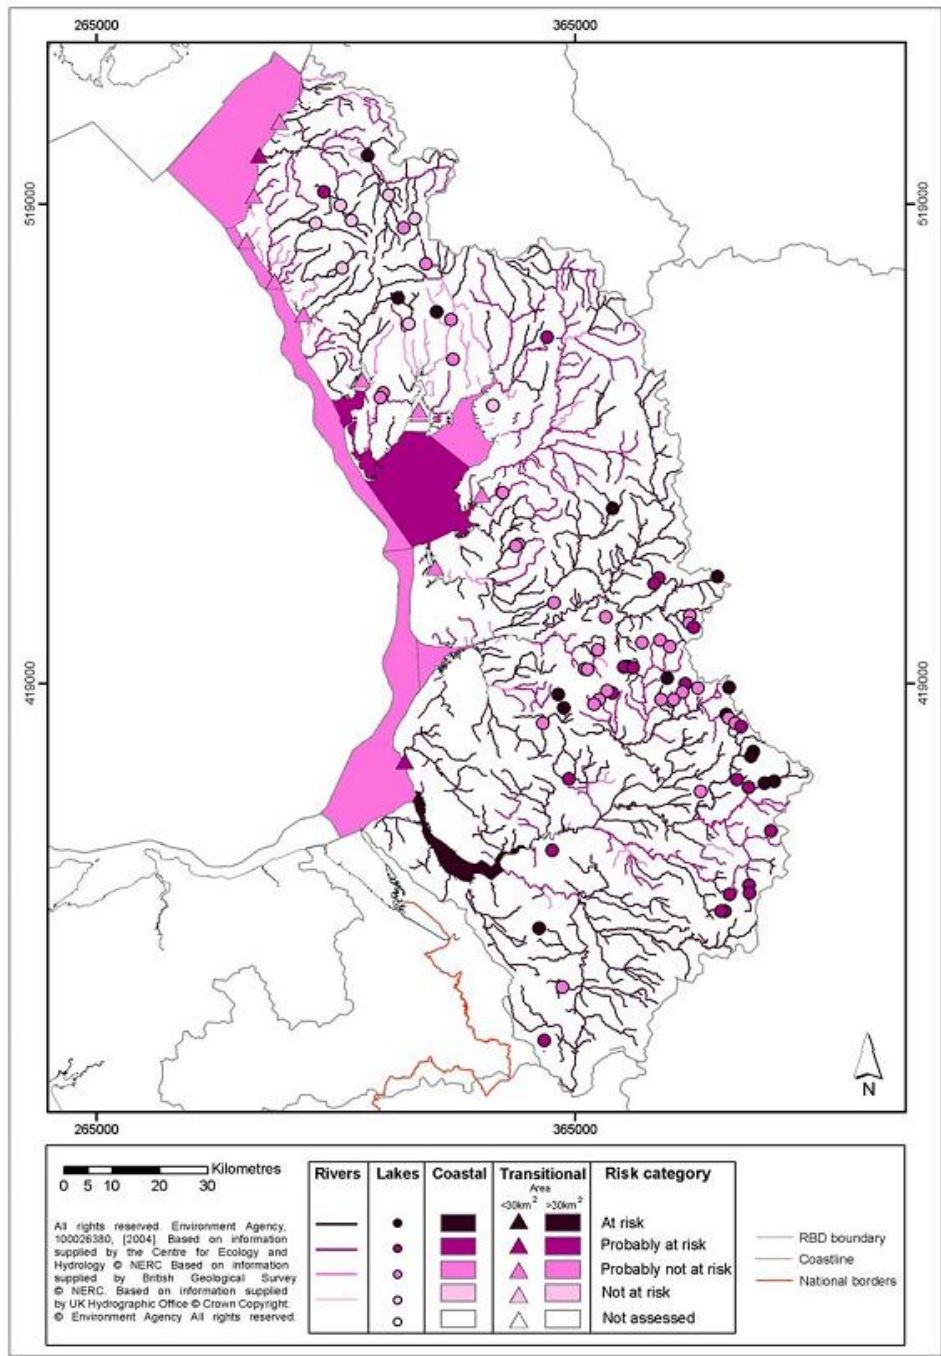 265000
365000
519000
519000
419000
419000
N
265000
365000
Kilometres
0 5 10 20 30
All rights reserved. Environment Agency,
100026380, [2004]. Based on information
supplied by the Centre for Ecology and
Hydrology © NERC Based on information
supplied by British Geological Survey
© NERC. Based on information supplied
by UK Hydrographic Office © Crown Copyright.
© Environment Agency All rights reserved.
Rivers Lakes Coastal Transitional Risk category
Area
<30km² >30km²
At risk
Probably at risk
Probably not at risk
Not at risk
Not assessed
RBD boundary
Coastline
National borders